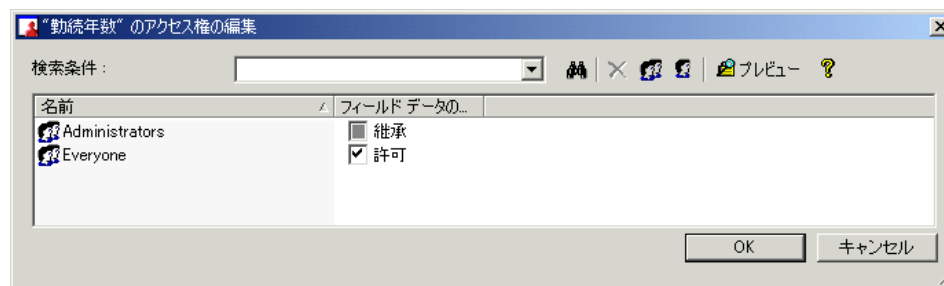 “勤続年数” のアクセス権の編集
検索条件：
プレビュー
名前 フィールド データの...
Administrators 継承
Everyone 許可
OK キャンセル